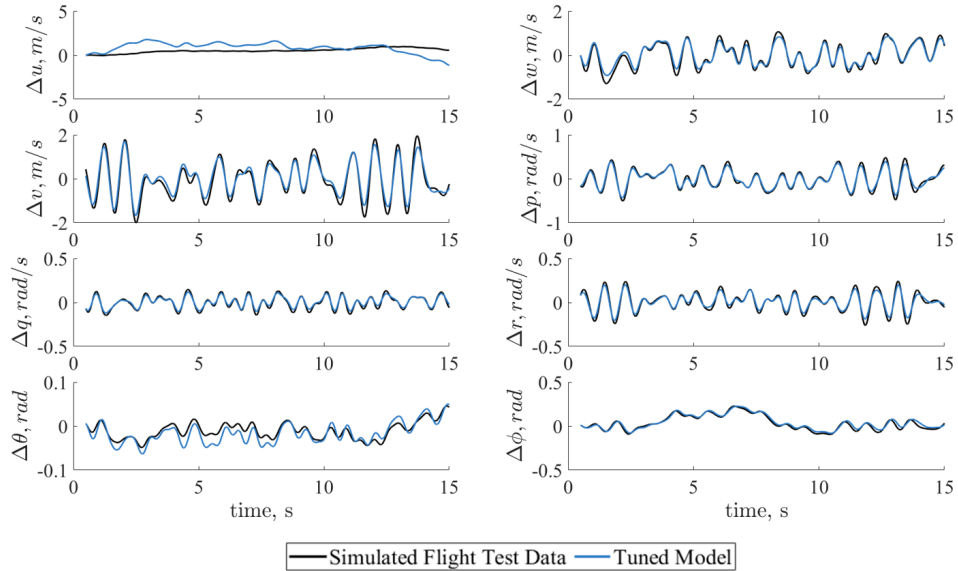 Δu, m/s
5
0
-5
0 5 10 15
Δw, m/s
2
0
-2
0 5 10 15
Δv, m/s
2
0
-2
0 5 10 15
Δp, rad/s
1
0
-1
0 5 10 15
Δq, rad/s
0.5
0
-0.5
0 5 10 15
Δr, rad/s
0.5
0
-0.5
0 5 10 15
Δθ, rad
0.1
0
-0.1
0 5 10 15
time, s
Δϕ, rad
0.5
0
-0.5
0 5 10 15
time, s
Simulated Flight Test Data Tuned Model